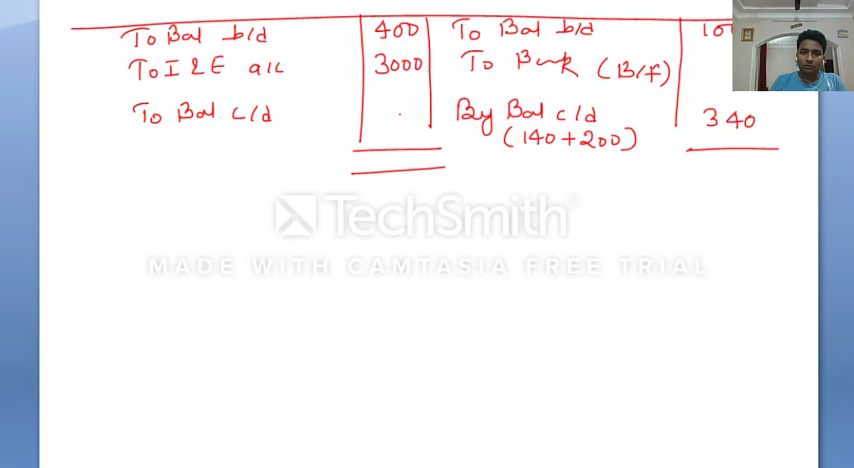 To Bal b/d 400 To Bal b/d
To I & E a/c 3000 To Bank (B/f)
To Bal c/d By Bal c/d 340
(140+200)
TechSmith
MADE WITH CAMTASIA FREE TRIAL